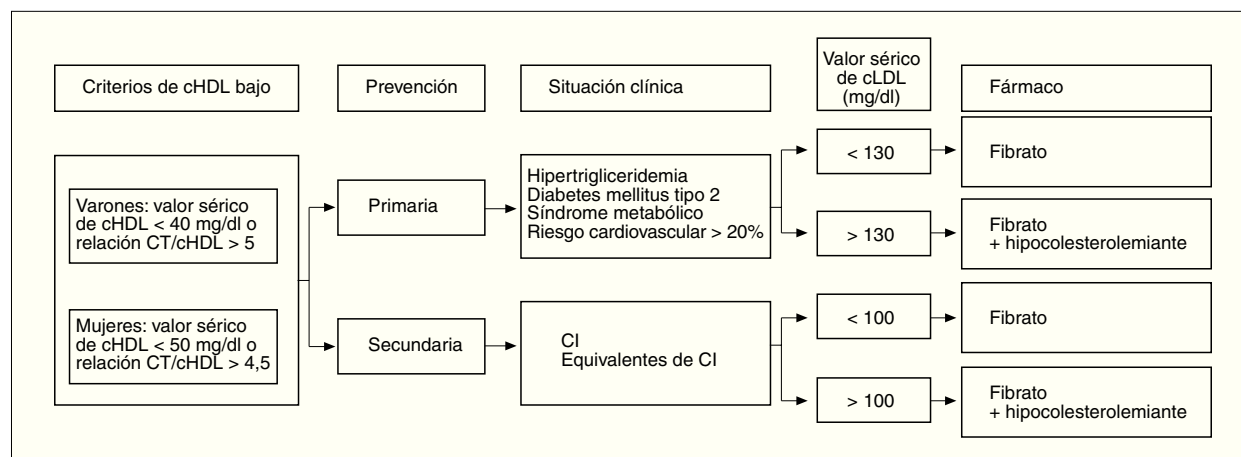 Criterios de cHDL bajo
Prevención
Situación clínica
Valor sérico
de cLDL
(mg/dl)
Fármaco
Varones: valor sérico
de cHDL < 40 mg/dl o
relación CT/cHDL > 5
Mujeres: valor sérico
de cHDL < 50 mg/dl o
relación CT/cHDL > 4,5
Primaria
Hipertrigliceridemia
Diabetes mellitus tipo 2
Síndrome metabólico
Riesgo cardiovascular > 20%
< 130
Fibrato
> 130
Fibrato
+ hipocolesterolemiante
Secundaria
CI
Equivalentes de CI
< 100
Fibrato
> 100
Fibrato
+ hipocolesterolemiante